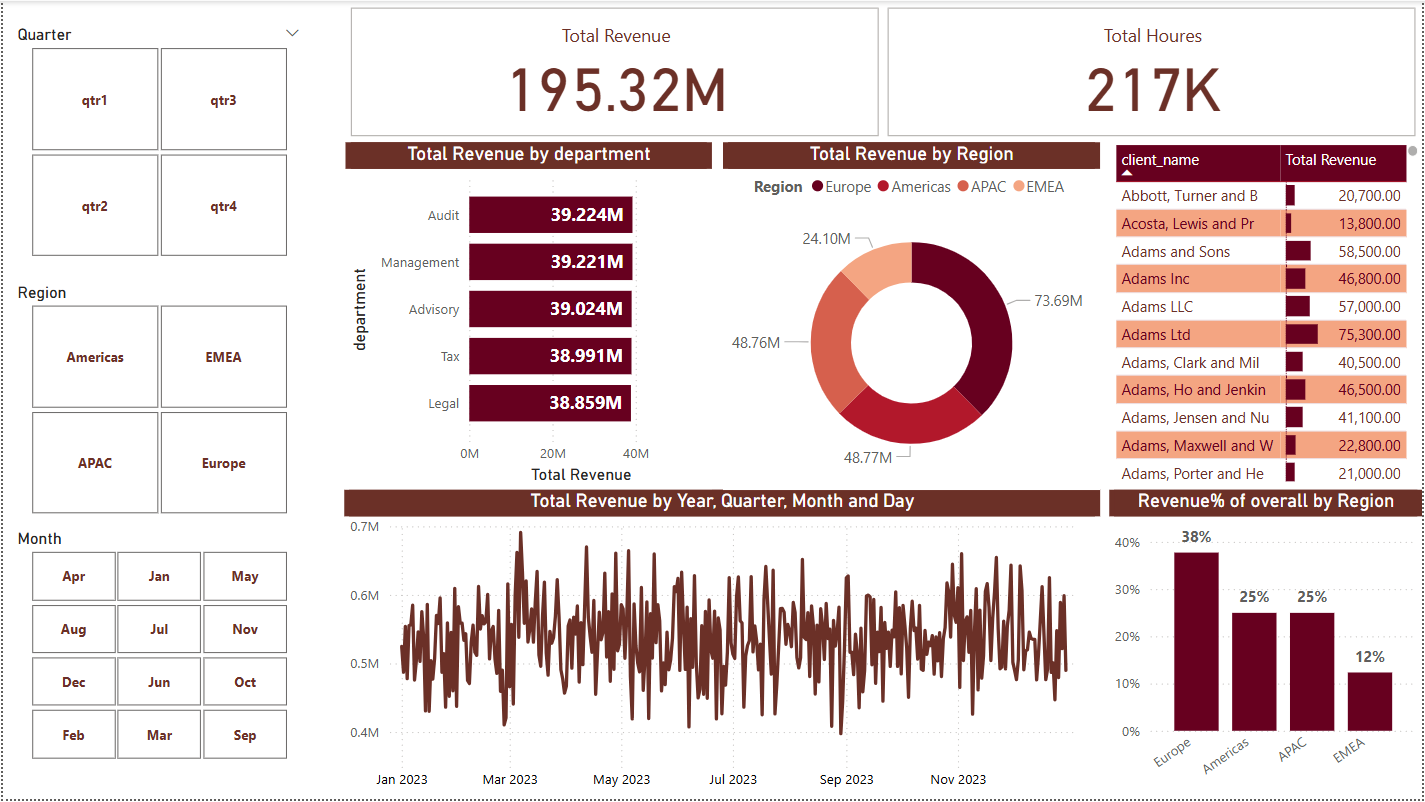 Quarter
qtr1
qtr3
qtr2
qtr4
Region
Americas
EMEA
APAC
Europe
Month
Apr
Jan
May
Aug
Jul
Nov
Dec
Jun
Oct
Feb
Mar
Sep
Total Revenue
195.32M
Total Houres
217K
Total Revenue by department
department
Audit
39.224M
Management
39.221M
Advisory
39.024M
Tax
38.991M
Legal
38.859M
0M
20M
40M
Total Revenue
Total Revenue by Region
Region Europe Americas APAC EMEA
24.10M
73.69M
48.76M
48.77M
client_name Total Revenue
Abbott, Turner and B 20,700.00
Acosta, Lewis and Pr 13,800.00
Adams and Sons 58,500.00
Adams Inc 46,800.00
Adams LLC 57,000.00
Adams Ltd 75,300.00
Adams, Clark and Mil 40,500.00
Adams, Ho and Jenkin 46,500.00
Adams, Jensen and Nu 41,100.00
Adams, Maxwell and W 22,800.00
Adams, Porter and He 21,000.00
Total Revenue by Year, Quarter, Month and Day
0.7M
0.6M
0.5M
0.4M
Jan 2023
Mar 2023
May 2023
Jul 2023
Sep 2023
Nov 2023
Revenue% of overall by Region
40%
30%
20%
10%
0%
38%
25%
25%
12%
Europe
Americas
APAC
EMEA